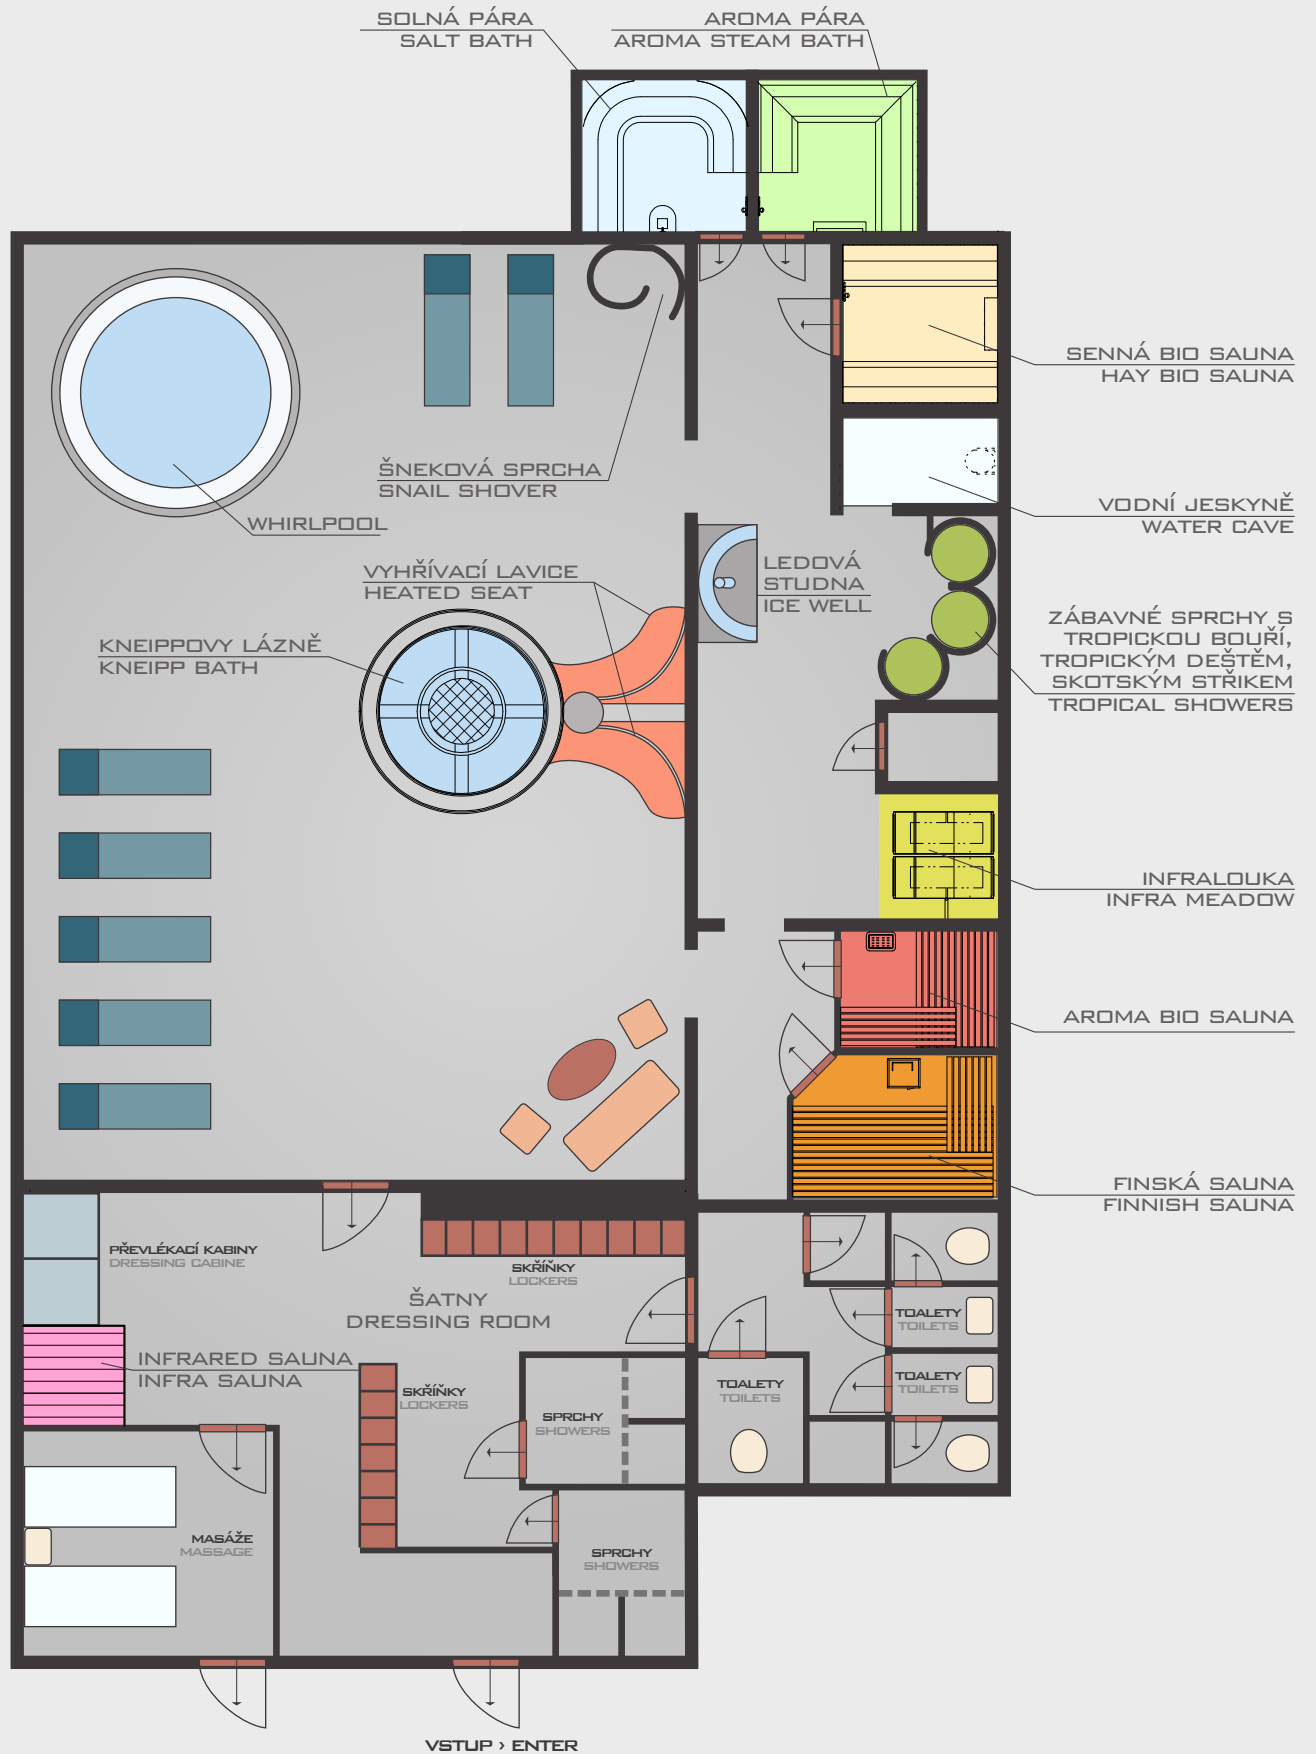 SOLNÁ PÁRA
SALT BATH
AROMA PÁRA
AROMA STEAM BATH
SENNÁ BIO SAUNA
HAY BIO SAUNA
ŠNEKOVÁ SPRCHA
SNAIL SHOVER
VODNÍ JESKYNĚ
WATER CAVE
WHIRLPOOL
VYHŘÍVACÍ LAVICE
HEATED SEAT
LEDOVÁ
STUDNA
ICE WELL
KNEIPPOVY LÁZNĚ
KNEIPP BATH
ZÁBAVNÉ SPRCHY S
TROPICKOU BOUŘÍ,
TROPICKÝM DEŠTĚM,
SKOTSKÝM STŘIKEM
TROPICAL SHOWERS
INFRALOUKA
INFRA MEADOW
AROMA BIO SAUNA
FINSKÁ SAUNA
FINNISH SAUNA
PŘEVLÉKACÍ KABINY
DRESSING CABINE
SKŘÍŇKY
LOCKERS
ŠATNY
DRESSING ROOM
TOALETY
TOILETS
INFRARED SAUNA
INFRA SAUNA
SKŘÍŇKY
LOCKERS
TOALETY
TOILETS
TOALETY
TOILETS
SPRCHY
SHOWERS
MASÁŽE
MASSAGE
SPRCHY
SHOWERS
VSTUP › ENTER